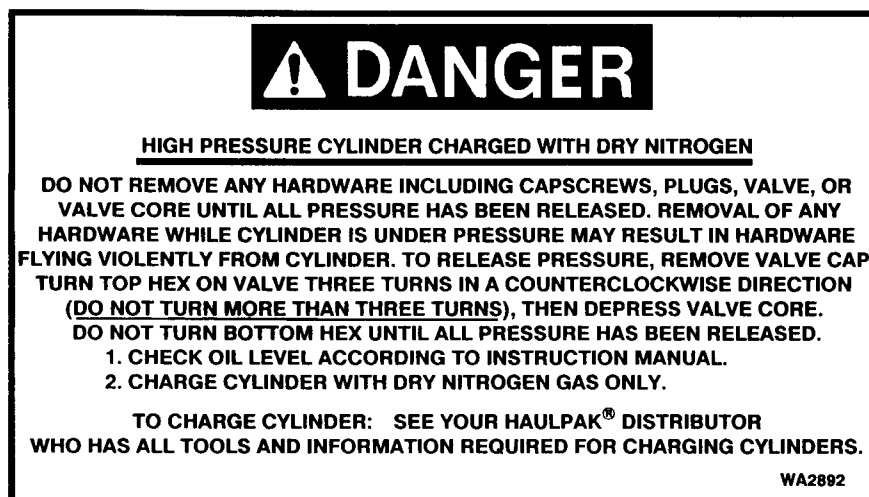 DANGER
HIGH PRESSURE CYLINDER CHARGED WITH DRY NITROGEN
DO NOT REMOVE ANY HARDWARE INCLUDING CAPSCREWS, PLUGS, VALVE, OR
VALVE CORE UNTIL ALL PRESSURE HAS BEEN RELEASED. REMOVAL OF ANY
HARDWARE WHILE CYLINDER IS UNDER PRESSURE MAY RESULT IN HARDWARE
FLYING VIOLENTLY FROM CYLINDER. TO RELEASE PRESSURE, REMOVE VALVE CAP
TURN TOP HEX ON VALVE THREE TURNS IN A COUNTERCLOCKWISE DIRECTION
(DO NOT TURN MORE THAN THREE TURNS), THEN DEPRESS VALVE CORE.
DO NOT TURN BOTTOM HEX UNTIL ALL PRESSURE HAS BEEN RELEASED.
1. CHECK OIL LEVEL ACCORDING TO INSTRUCTION MANUAL.
2. CHARGE CYLINDER WITH DRY NITROGEN GAS ONLY.
TO CHARGE CYLINDER: SEE YOUR HAULPAK® DISTRIBUTOR
WHO HAS ALL TOOLS AND INFORMATION REQUIRED FOR CHARGING CYLINDERS.
WA2892